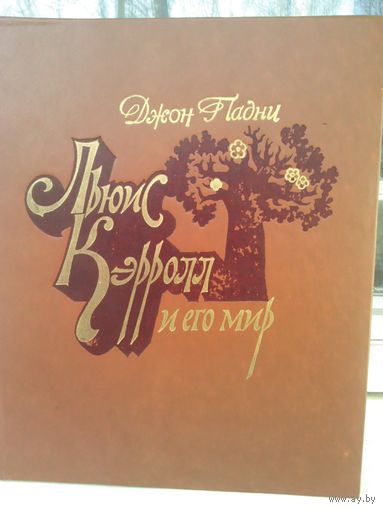 Джон Падни
Льюис
Кэрролл
и его мир
www.ay.by